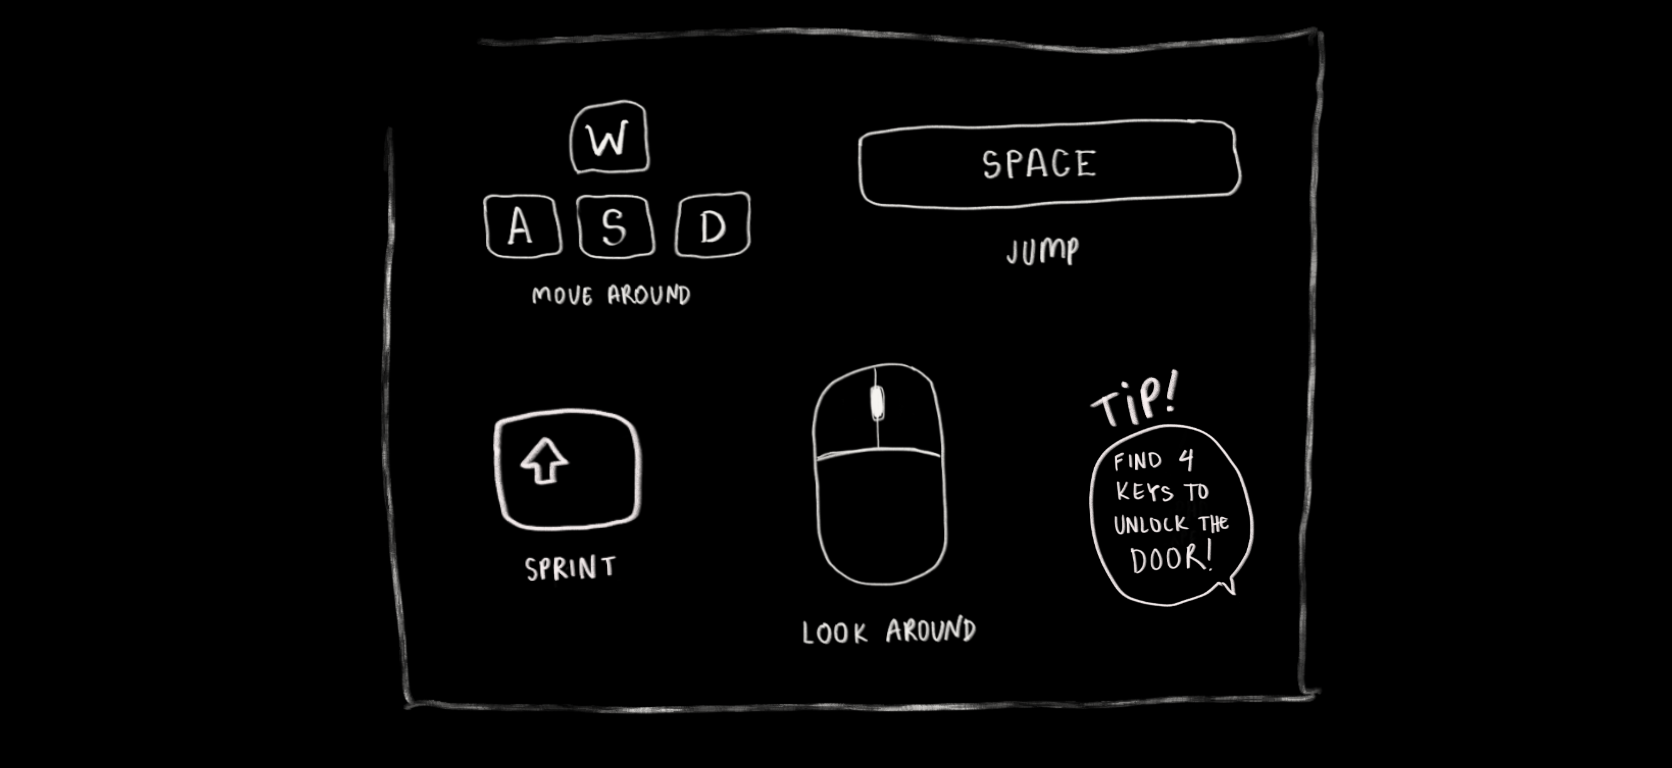 W
A S D
MOVE AROUND
SPACE
JUMP
SPRINT
LOOK AROUND
TiP!
FIND 4
KEYS TO
UNLOCK THE
DOOR!